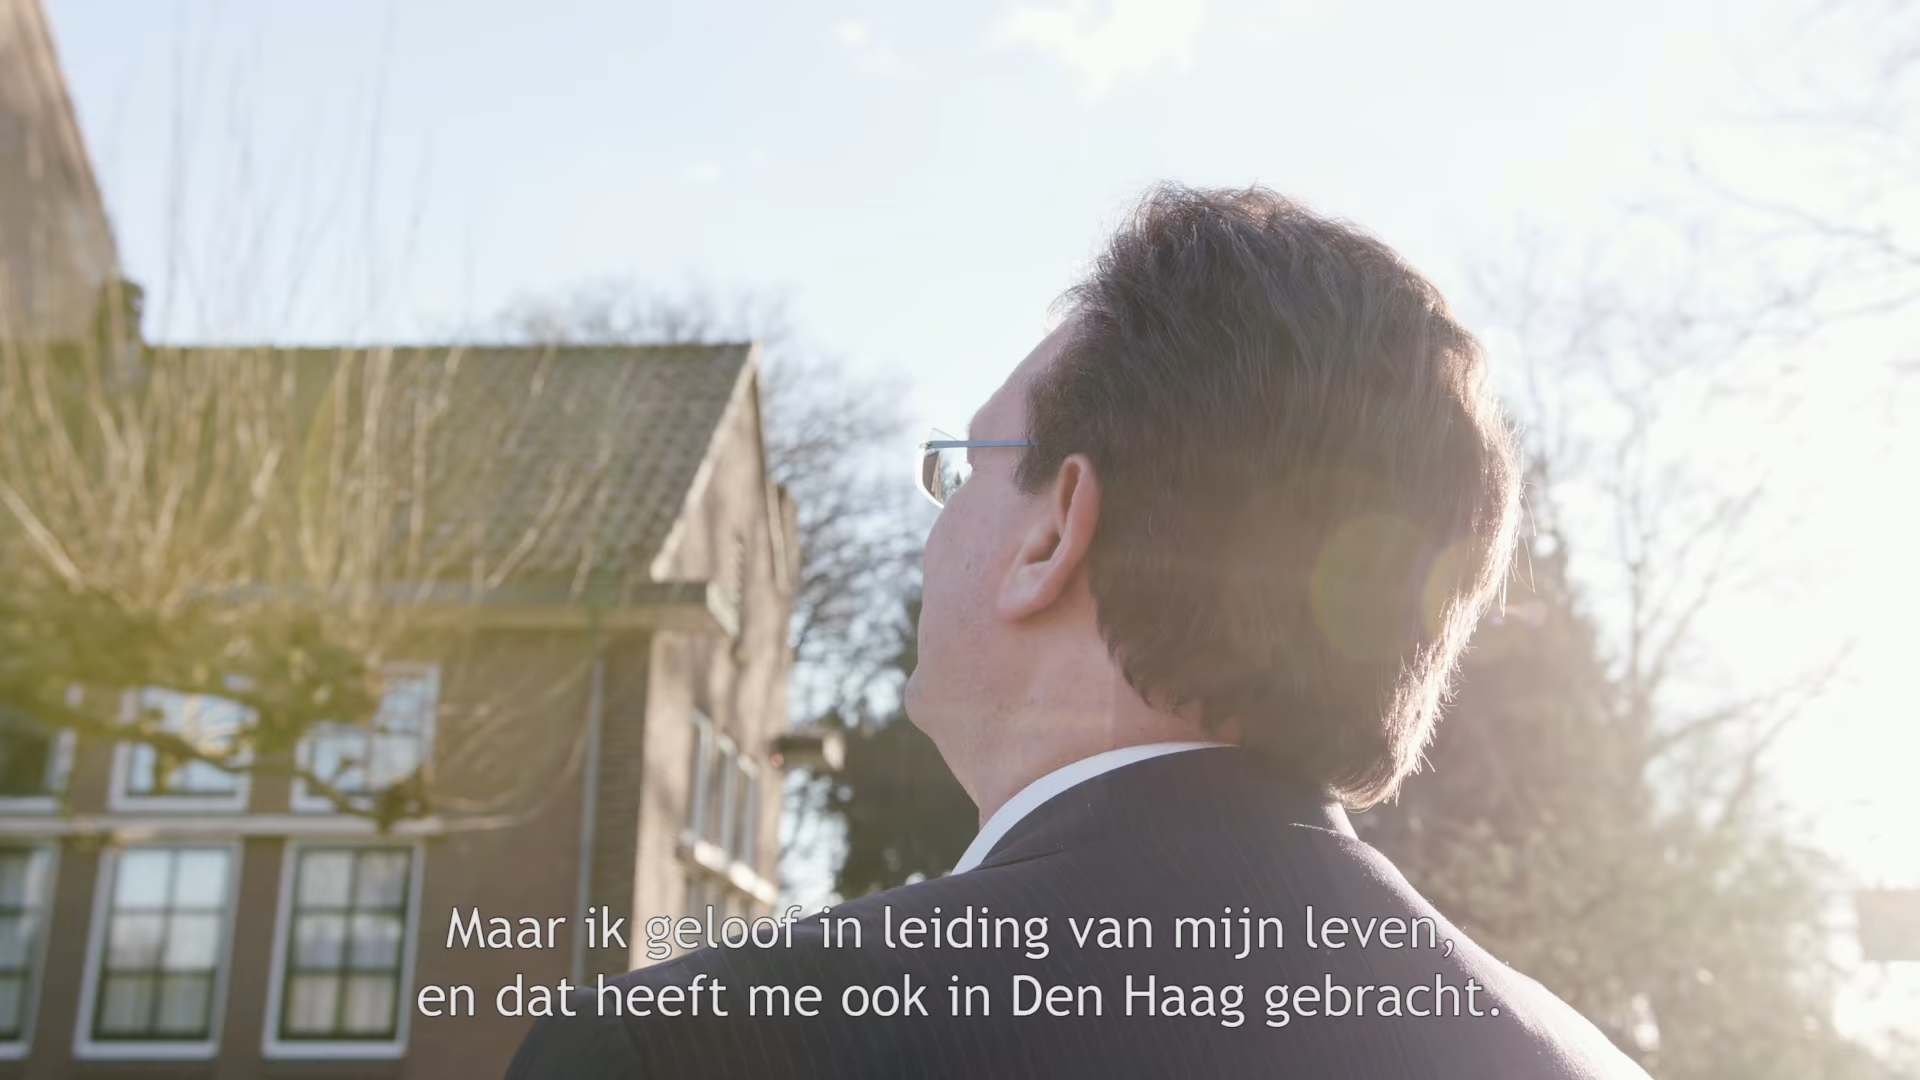 Maar ik geloof in leiding van mijn leven,
en dat heeft me ook in Den Haag gebracht.